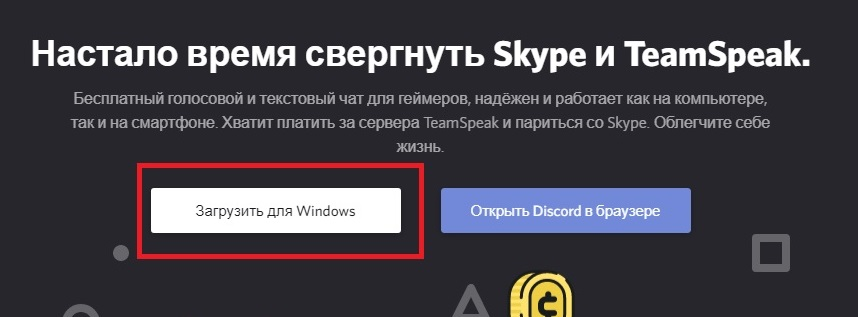 Настало время свергнуть Skype и TeamSpeak.
Бесплатный голосовой и текстовый чат для геймеров, надёжен и работает как на компьютере,
так и на смартфоне. Хватит платить за сервера TeamSpeak и париться со Skype. Облегчите себе
жизнь.
Загрузить для Windows
Открыть Discord в браузере